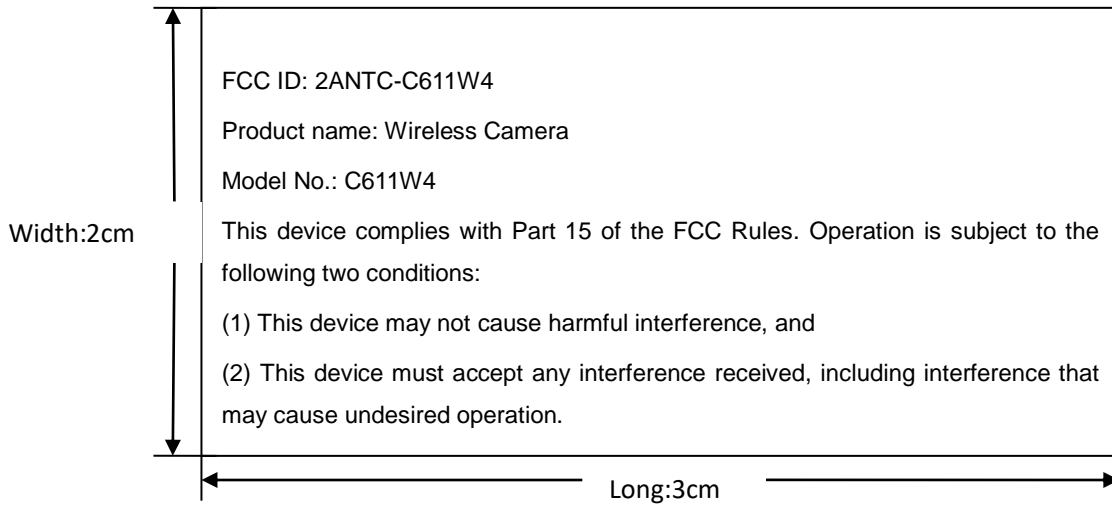 FCC ID: 2ANTC-C611W4
Product name: Wireless Camera
Model No.: C611W4
Width:2cm
This device complies with Part 15 of the FCC Rules. Operation is subject to the
following two conditions:
(1) This device may not cause harmful interference, and
(2) This device must accept any interference received, including interference that
may cause undesired operation.
Long:3cm